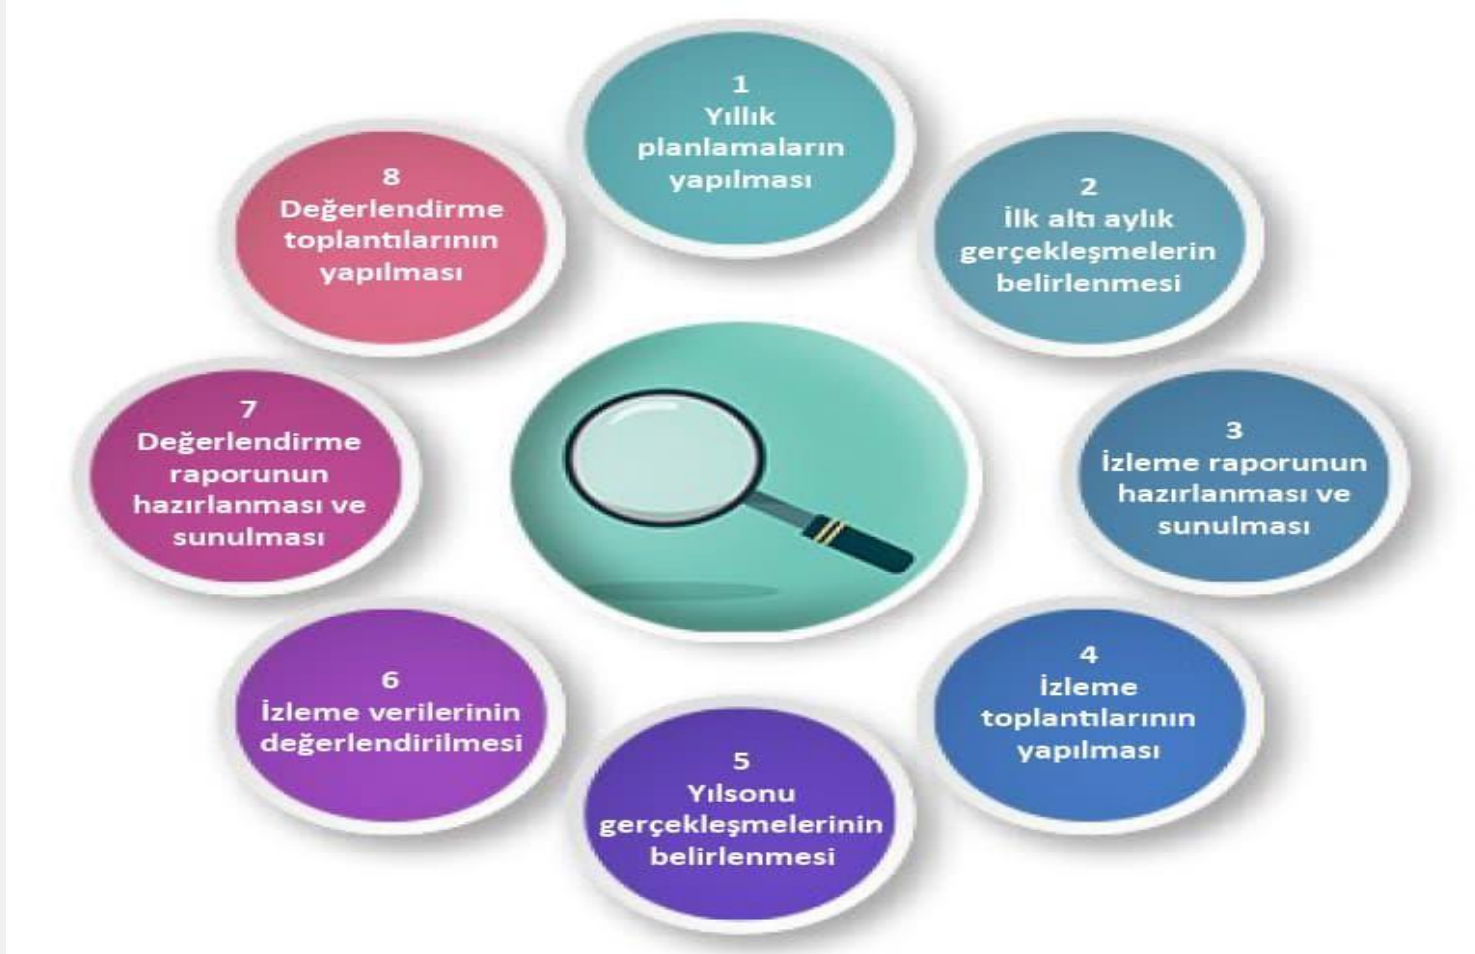 1
Yıllık
planlamaların
yapılması
2
İlk altı aylık
gerçekleşmelerin
belirlenmesi
3
İzleme raporunun
hazırlanması ve
sunulması
4
İzleme
toplantılarının
yapılması
5
Yılsonu
gerçekleşmelerinin
belirlenmesi
6
İzleme verilerinin
değerlendirilmesi
7
Değerlendirme
raporunun
hazırlanması ve
sunulması
8
Değerlendirme
toplantılarının
yapılması